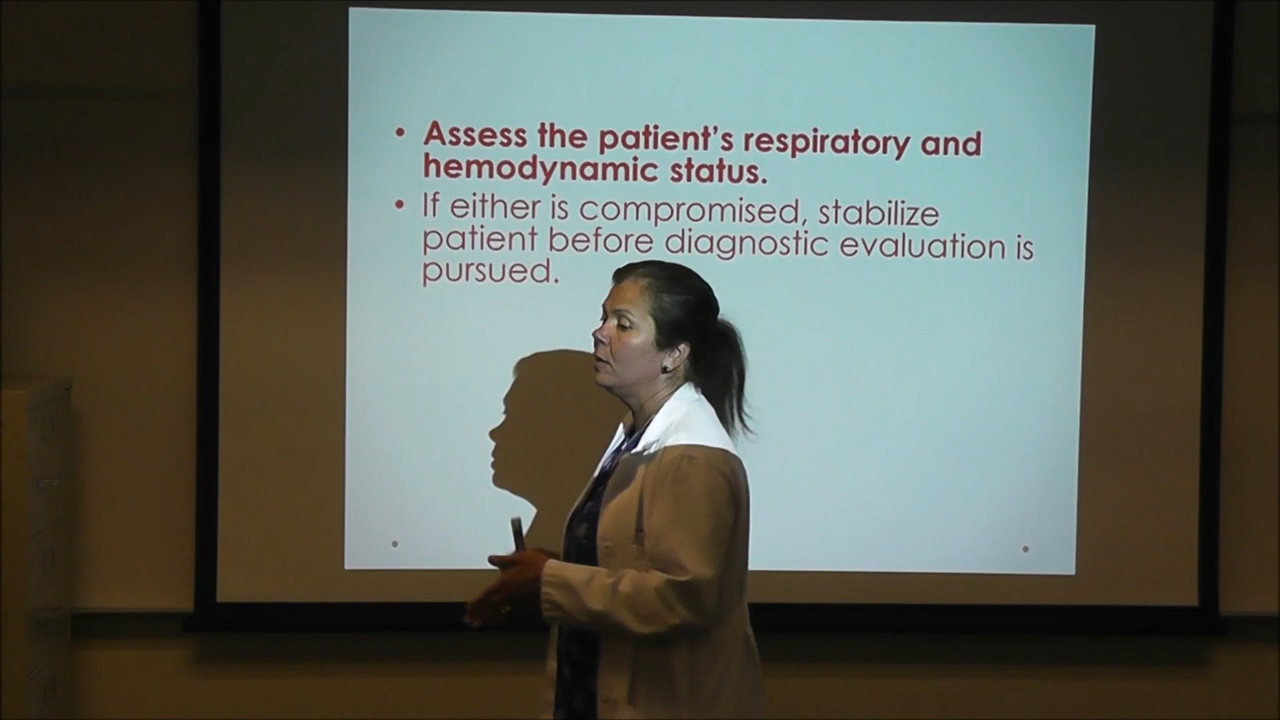 • Assess the patient's respiratory and
hemodynamic status.
• If either is compromised, stabilize
patient before diagnostic evaluation is
pursued.